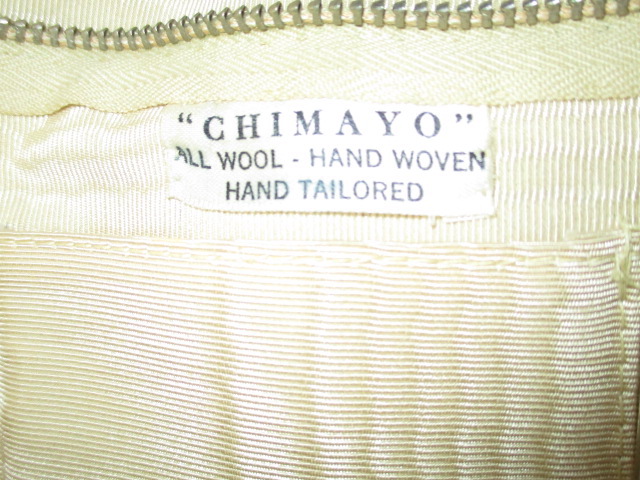 "CHIMAYO"
ALL WOOL - HAND WOVEN
HAND TAILORED